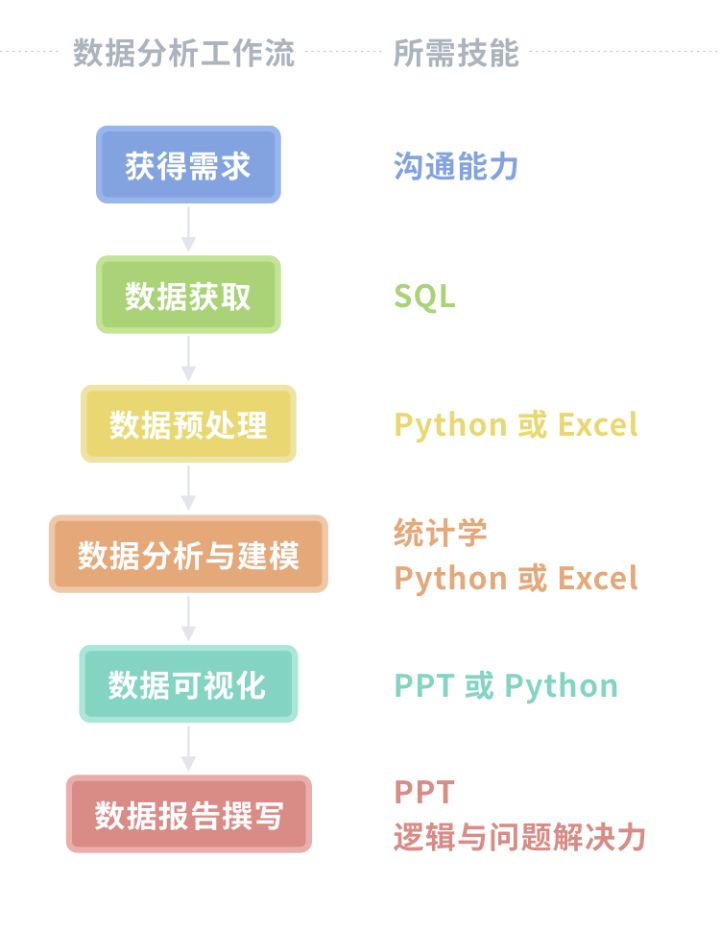 数据分析工作流 所需技能
获得需求 沟通能力
数据获取 SQL
数据预处理 Python 或 Excel
数据分析与建模 统计学
Python 或 Excel
数据可视化 PPT 或 Python
数据报告撰写 PPT
逻辑与问题解决力